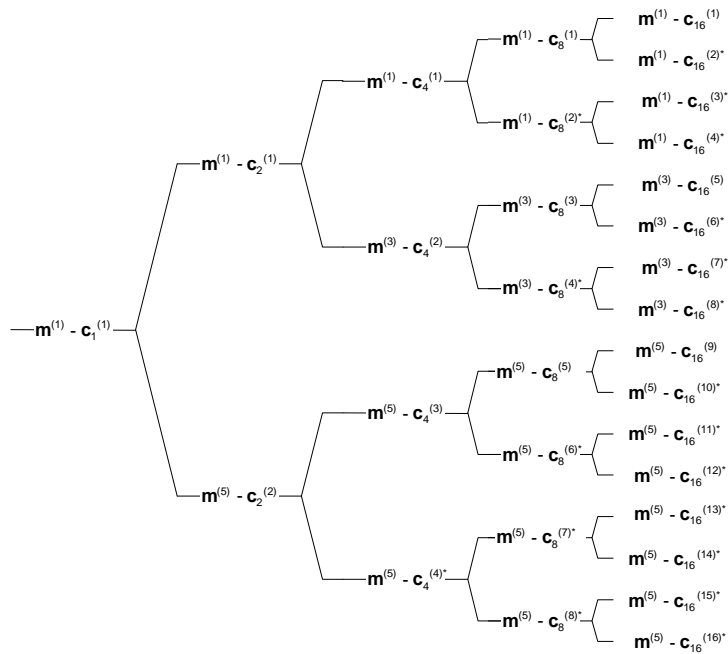 m(1) - c16(1)
m(1) - c8(1)
m(1) - c16(2)*
m(1) - c4(1)
m(1) - c16(3)*
m(1) - c8(2)*
m(1) - c16(4)*
m(1) - c2(1)
m(3) - c16(5)
m(3) - c8(3)
m(3) - c16(6)*
m(3) - c4(2)
m(3) - c16(7)*
m(3) - c8(4)*
m(3) - c16(8)*
m(1) - c1(1)
m(5) - c16(9)
m(5) - c8(5)
m(5) - c16(10)*
m(5) - c4(3)
m(5) - c16(11)*
m(5) - c8(6)*
m(5) - c16(12)*
m(5) - c2(2)
m(5) - c16(13)*
m(5) - c8(7)*
m(5) - c16(14)*
m(5) - c4(4)*
m(5) - c16(15)*
m(5) - c8(8)*
m(5) - c16(16)*